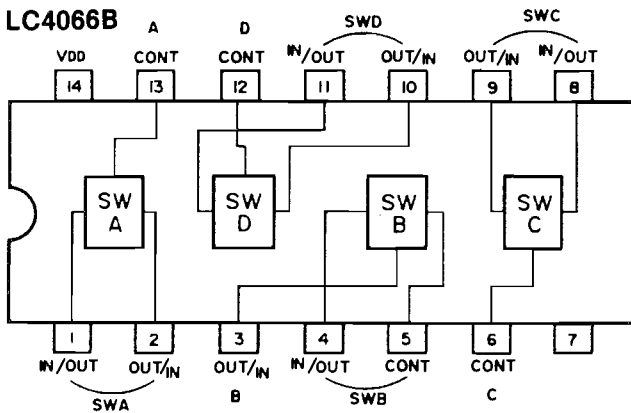 LC4066B
A D SWD SWC
VDD CONT CONT IN/OUT OUT/IN OUT/IN IN/OUT
14 13 12 11 10 9 8
SW A
SW D
SW B
SW C
1 2 3 4 5 6 7
IN/OUT OUT/IN OUT/IN IN/OUT CONT CONT
SWA B SWB C